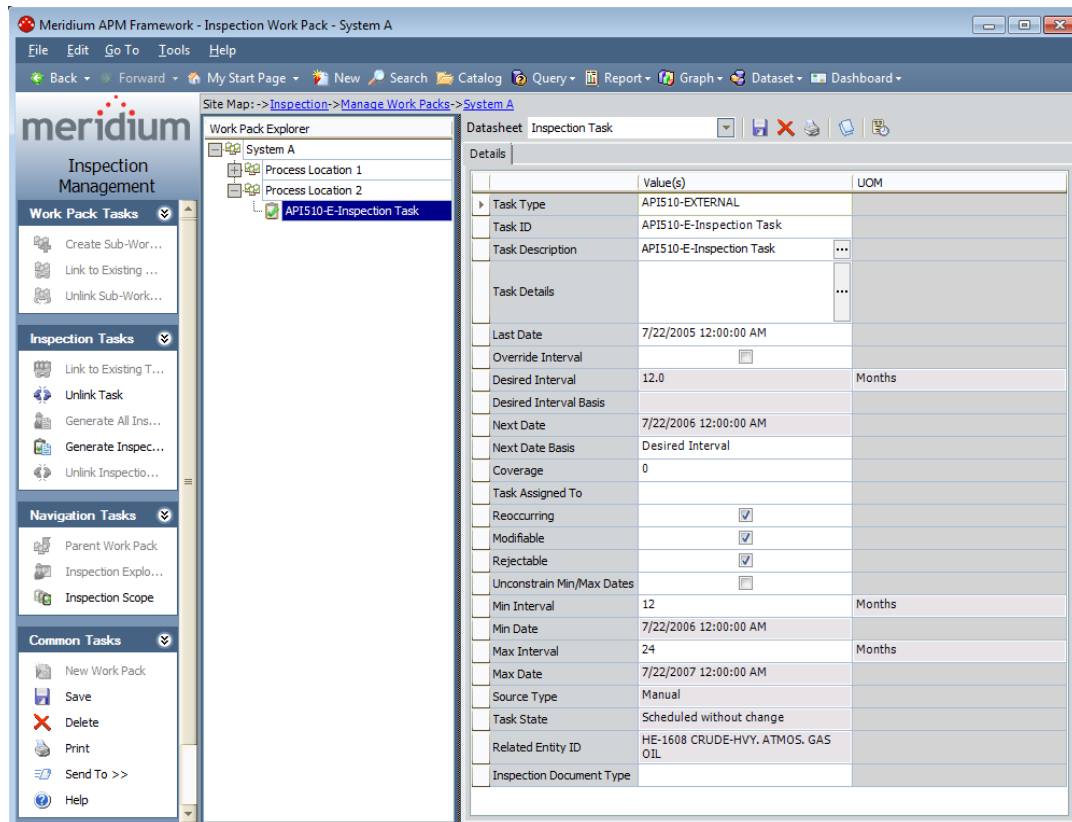 Meridium APM Framework - Inspection Work Pack - System A
File Edit Go To Tools Help
Back Forward My Start Page New Search Catalog Query Report Graph Dataset Dashboard
meridium
Inspection
Management
Work Pack Tasks
Create Sub-Wor...
Link to Existing ...
Unlink Sub-Work...
Inspection Tasks
Link to Existing T...
Unlink Task
Generate All Ins...
Generate Inspec...
Unlink Inspectio...
Navigation Tasks
Parent Work Pack
Inspection Explo...
Inspection Scope
Common Tasks
New Work Pack
Save
Delete
Print
Send To >>
Help
Site Map: ->Inspection->Manage Work Packs->System A
Work Pack Explorer
System A
Process Location 1
Process Location 2
API510-E-Inspection Task
Datasheet Inspection Task
Details
Value(s) UOM
Task Type API510-EXTERNAL
Task ID API510-E-Inspection Task
Task Description API510-E-Inspection Task ...
Task Details ...
Last Date 7/22/2005 12:00:00 AM
Override Interval
Desired Interval 12.0 Months
Desired Interval Basis
Next Date 7/22/2006 12:00:00 AM
Next Date Basis Desired Interval
Coverage 0
Task Assigned To
Reoccurring
Modifiable
Rejectable
Unconstrain Min/Max Dates
Min Interval 12 Months
Min Date 7/22/2006 12:00:00 AM
Max Interval 24 Months
Max Date 7/22/2007 12:00:00 AM
Source Type Manual
Task State Scheduled without change
Related Entity ID HE-1608 CRUDE-HVY. ATMOS. GAS
OIL
Inspection Document Type